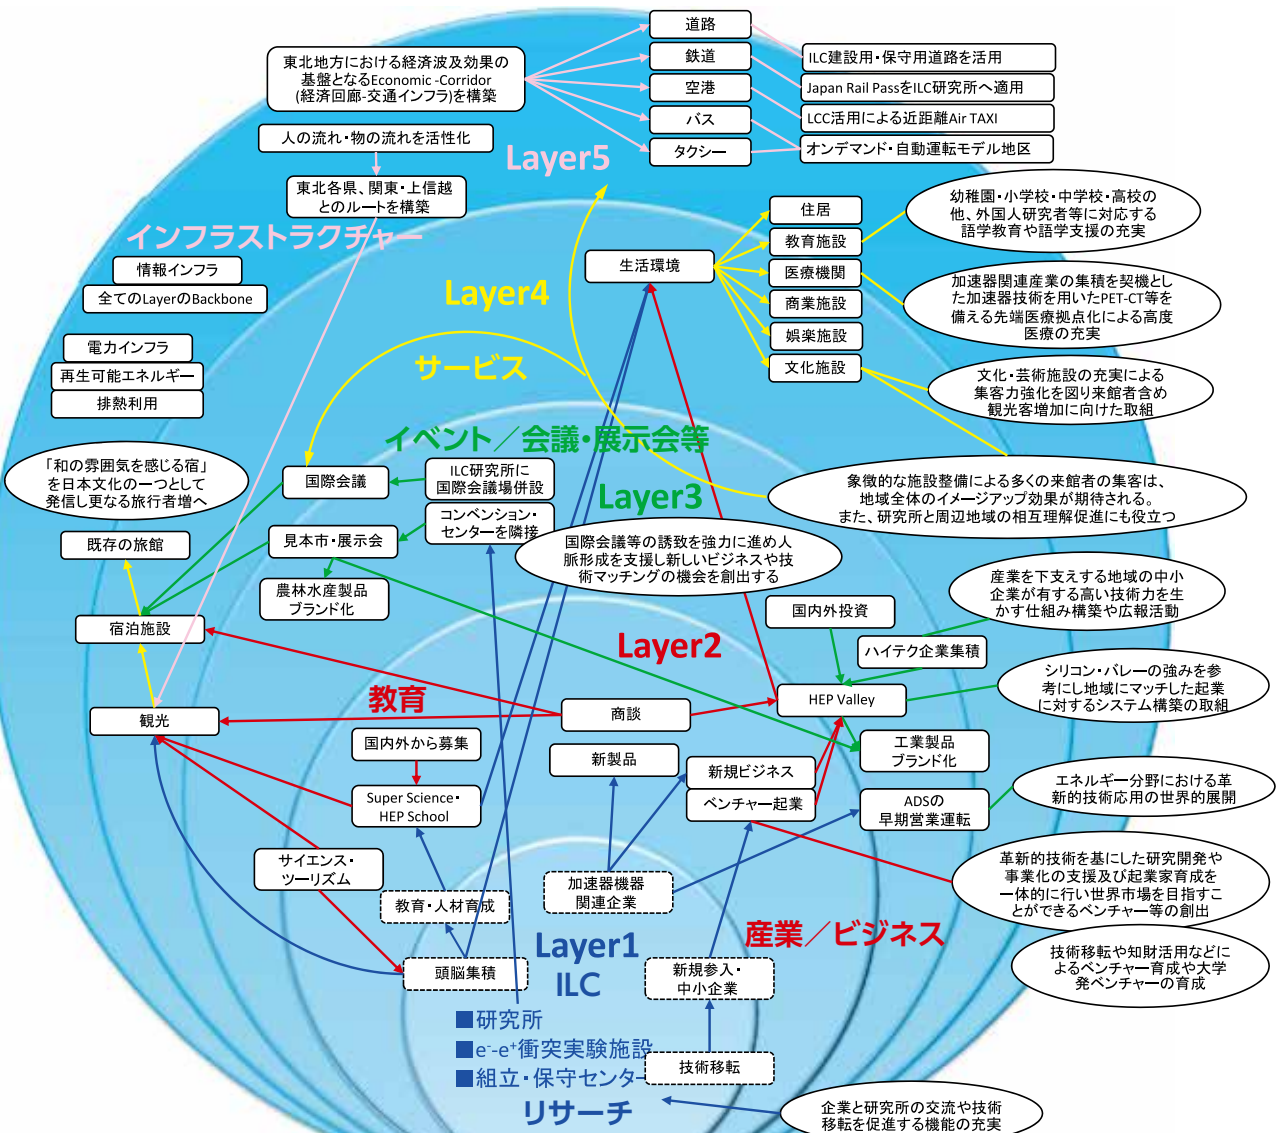 道路
鉄道
空港
バス
タクシー
ILC建設用・保守用道路を活用
Japan Rail PassをILC研究所へ適用
LCC活用による近距離Air TAXI
オンデマンド・自動運転モデル地区
東北地方における経済波及効果の
基盤となるEconomic -Corridor
(経済回廊-交通インフラ)を構築
人の流れ・物の流れを活性化
東北各県、関東・上信越
とのルートを構築
Layer5
インフラストラクチャー
情報インフラ
全てのLayerのBackbone
電力インフラ
再生可能エネルギー
排熱利用
Layer4
サービス
生活環境
住居
教育施設
医療機関
商業施設
娯楽施設
文化施設
幼稚園・小学校・中学校・高校の
他、外国人研究者等に対応する
語学教育や語学支援の充実
加速器関連産業の集積を契機とし
た加速器技術を用いたPET-CT等を
備える先端医療拠点化による高度
医療の充実
文化・芸術施設の充実による
集客力強化を図り来館者含め
観光客増加に向けた取組
象徴的な施設整備による多くの来館者の集客は、
地域全体のイメージアップ効果が期待される。
また、研究所と周辺地域の相互理解促進にも役立つ
イベント／会議・展示会等
Layer3
「和の雰囲気を感じる宿」
を日本文化の一つとして
発信し更なる旅行者増へ
国際会議
ILC研究所に
国際会議場併設
コンベンション・
センターを隣接
見本市・展示会
農林水産製品
ブランド化
既存の旅館
宿泊施設
観光
国際会議等の誘致を強力に進め人
脈形成を支援し新しいビジネスや技
術マッチングの機会を創出する
産業を下支えする地域の中小
企業が有する高い技術力を生
かす仕組み構築や広報活動
国内外投資
ハイテク企業集積
HEP Valley
シリコン・バレーの強みを参
考にし地域にマッチした起業
に対するシステム構築の取組
Layer2
教育
商談
国内外から募集
Super Science・
HEP School
サイエンス・
ツーリズム
教育・人材育成
頭脳集積
新製品
新規ビジネス
ベンチャー起業
工業製品
ブランド化
ADSの
早期営業運転
エネルギー分野における革
新的技術応用の世界的展開
加速器機器
関連企業
革新的技術を基にした研究開発や
事業化の支援及び起業家育成を
一体的に行い世界市場を目指すこ
とができるベンチャー等の創出
産業／ビジネス
技術移転や知財活用などに
よるベンチャー育成や大学
発ベンチャーの育成
新規参入・
中小企業
技術移転
Layer1
ILC
■研究所
■e⁻-e⁺衝突実験施設
■組立・保守センター
リサーチ
企業と研究所の交流や技術
移転を促進する機能の充実